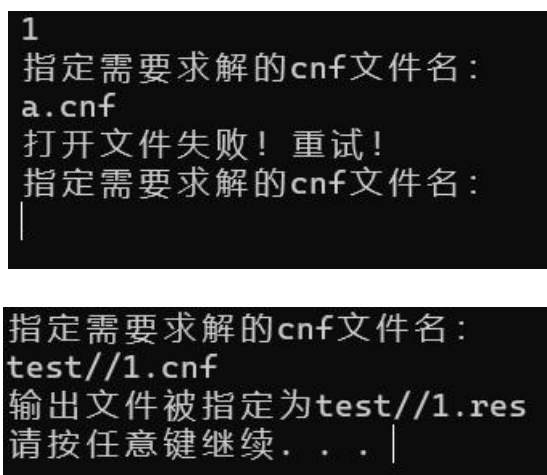 1
指定需要求解的cnf文件名：
a.cnf
打开文件失败！重试！
指定需要求解的cnf文件名：
指定需要求解的cnf文件名：
test//1.cnf
输出文件被指定为test//1.res
请按任意键继续. . .